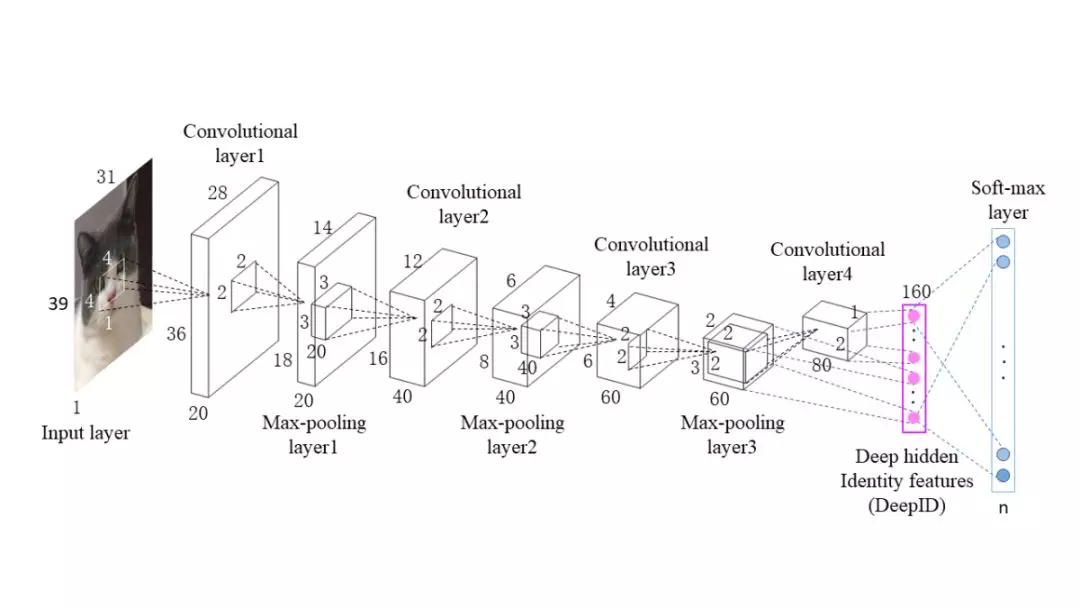 Convolutional
layer1
31
28
4
4
1
39
36
1
Input layer
2
2
20
14
3
3
20
18
20
Max-pooling
layer1
Convolutional
layer2
12
2
2
16
40
6
3
3
40
8
40
Max-pooling
layer2
Convolutional
layer3
4
2
2
6
60
2
2
2
3
60
Max-pooling
layer3
Convolutional
layer4
1
2
80
160
Deep hidden
Identity features
(DeepID)
Soft-max
layer
n